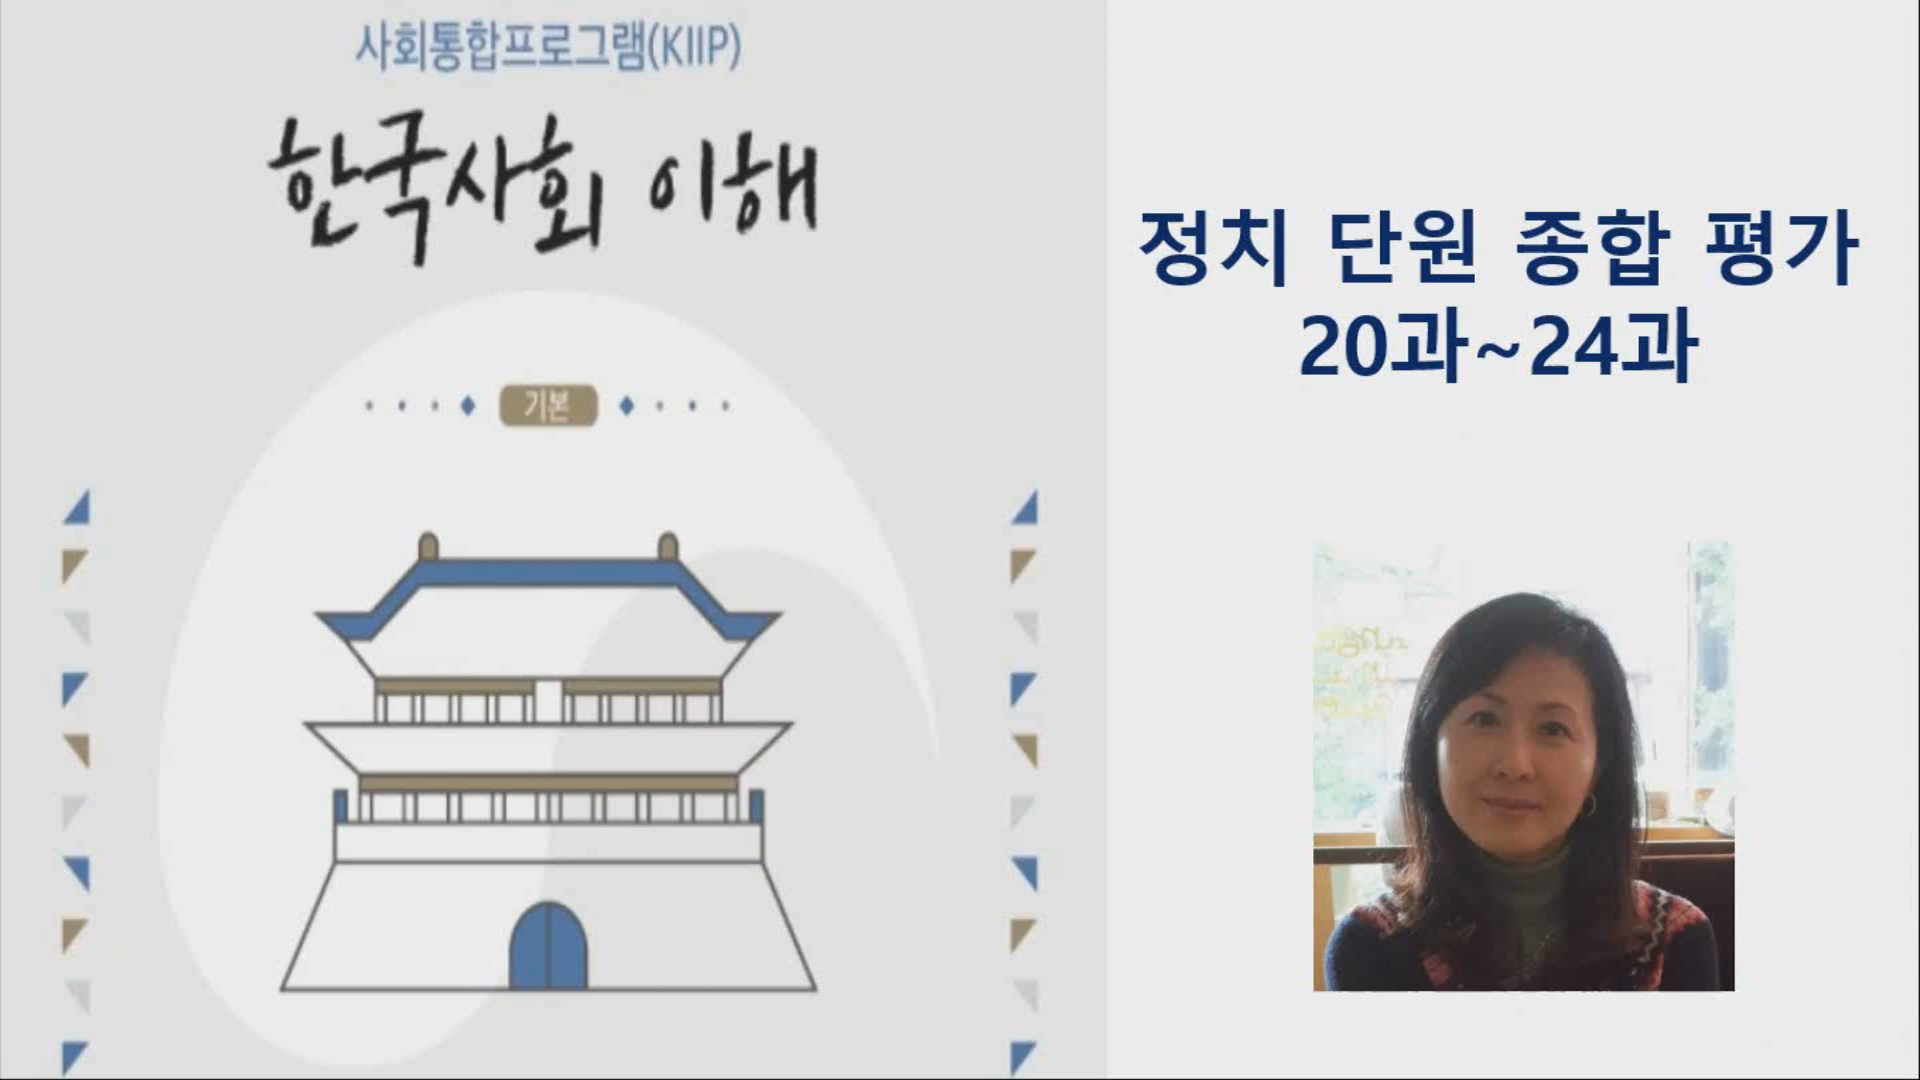 사회통합프로그램(KIIP)
한국사회 이해
기본
정치 단원 종합 평가
20과~24과